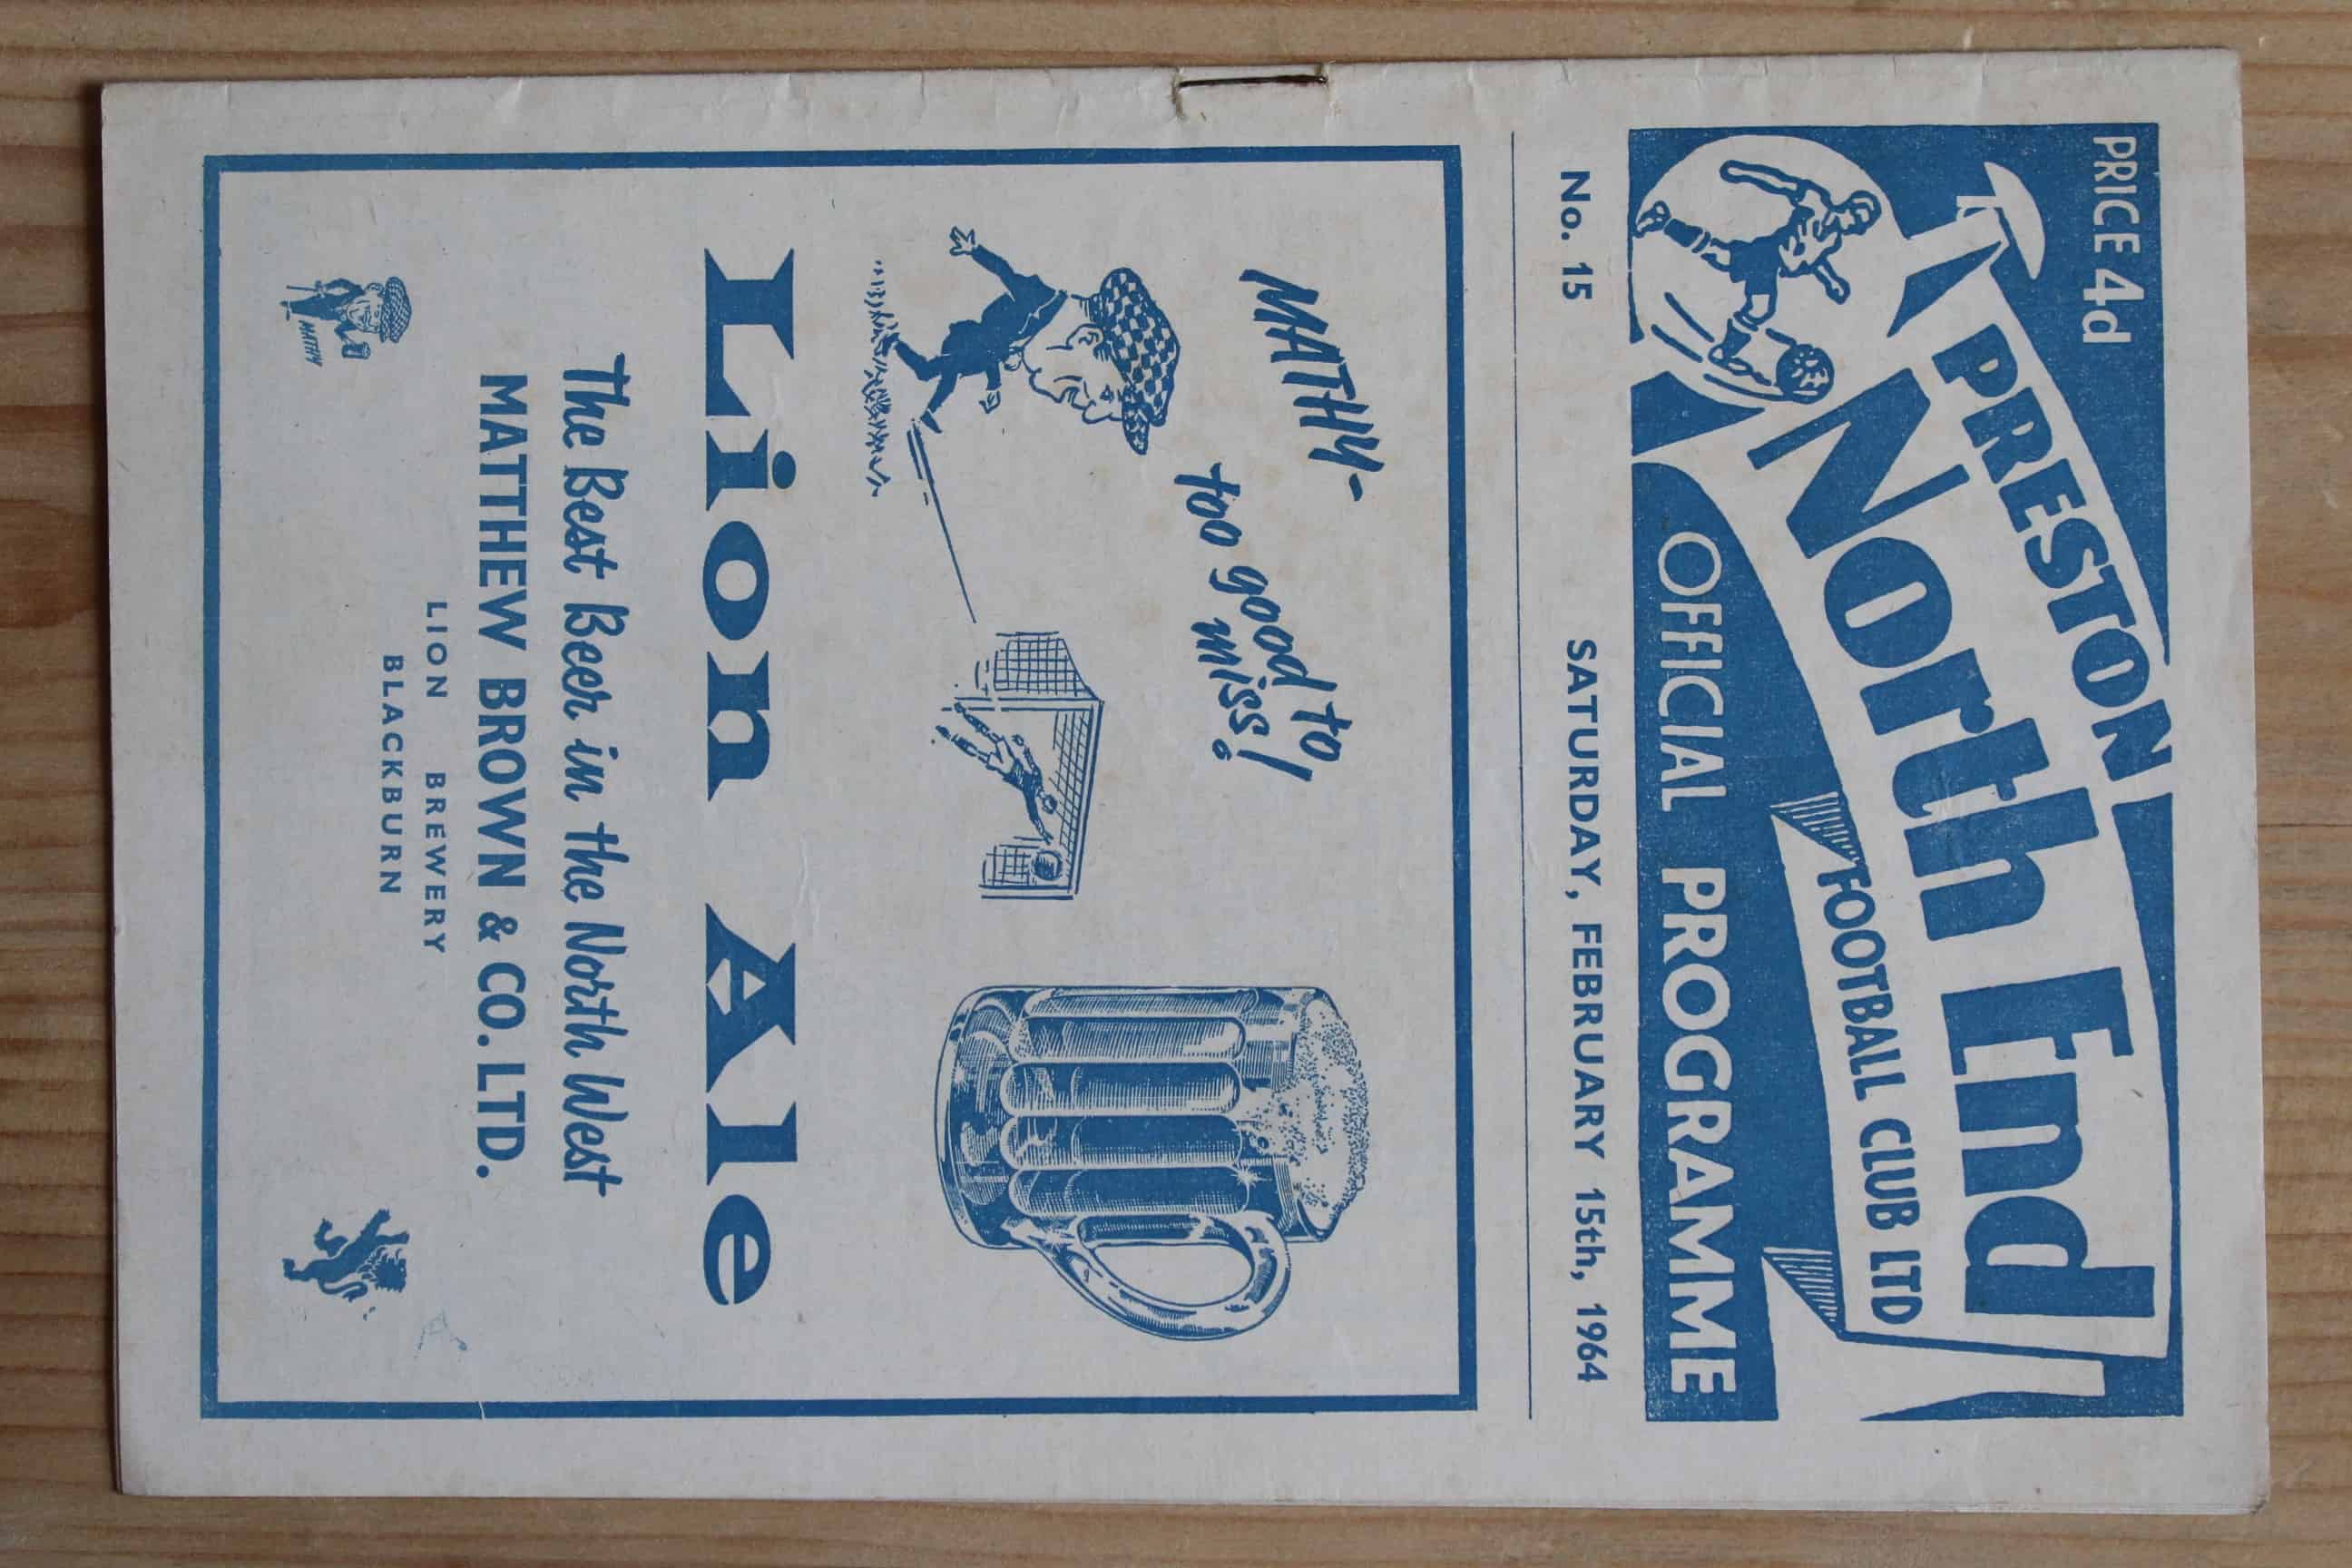 PRICE 4d
PRESTON
North End
FOOTBALL CLUB LTD
OFFICIAL PROGRAMME
No. 15
SATURDAY, FEBRUARY 15th, 1964
MATHY-
too good to
miss!
Lion Ale
The Best Beer in the North West
MATTHEW BROWN & CO. LTD.
LION BREWERY
BLACKBURN
MATHY